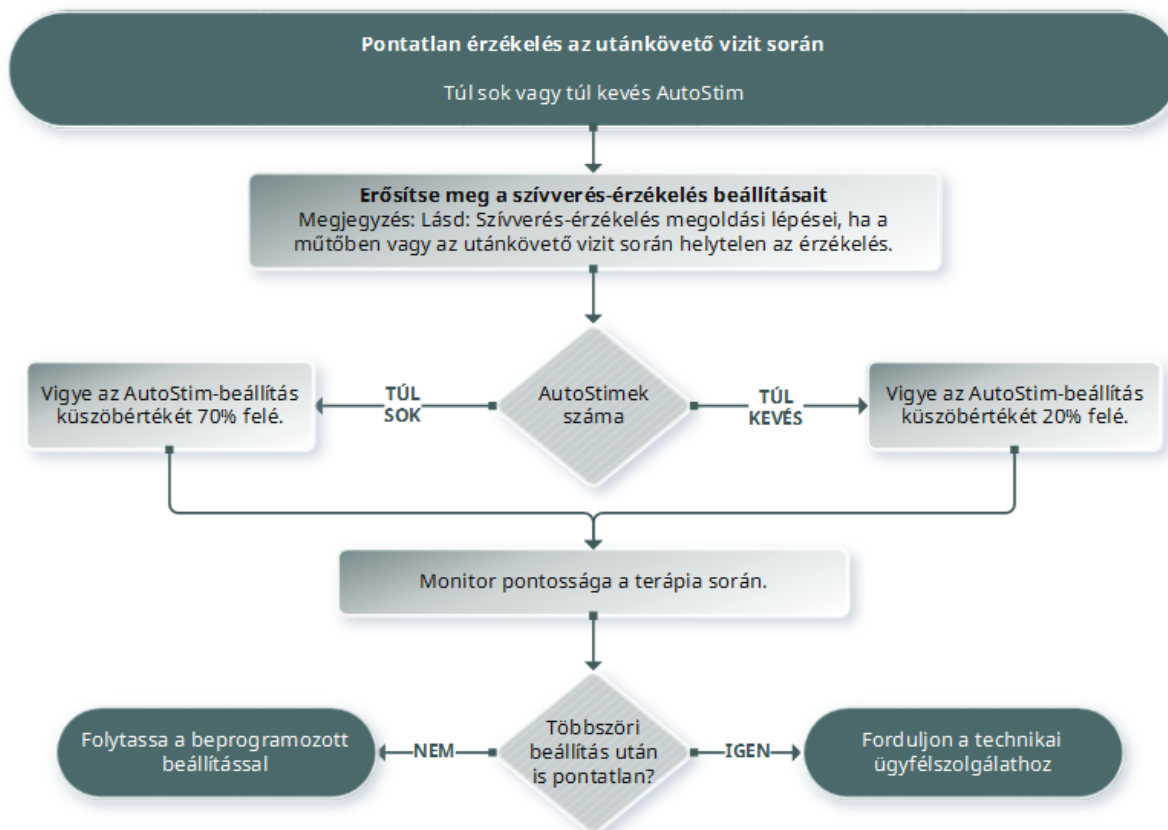 Pontatlan érzékelés az utánkövető vizit során
Túl sok vagy túl kevés AutoStim
Erősítse meg a szívverés-érzékelés beállításait
Megjegyzés: Lásd: Szívverés-érzékelés megoldási lépései, ha a
műtőben vagy az utánkövető vizit során helytelen az érzékelés.
Vigye az AutoStim-beállítás
küszöbértékét 70% felé.
TÚL
SOK
AutoStimek
száma
TÚL
KEVÉS
Vigye az AutoStim-beállítás
küszöbértékét 20% felé.
Monitor pontossága a terápia során.
Folytassa a beprogramozott
beállítással
NEM
Többszöri
beállítás után
is pontatlan?
IGEN
Forduljon a technikai
ügyfélszolgálathoz